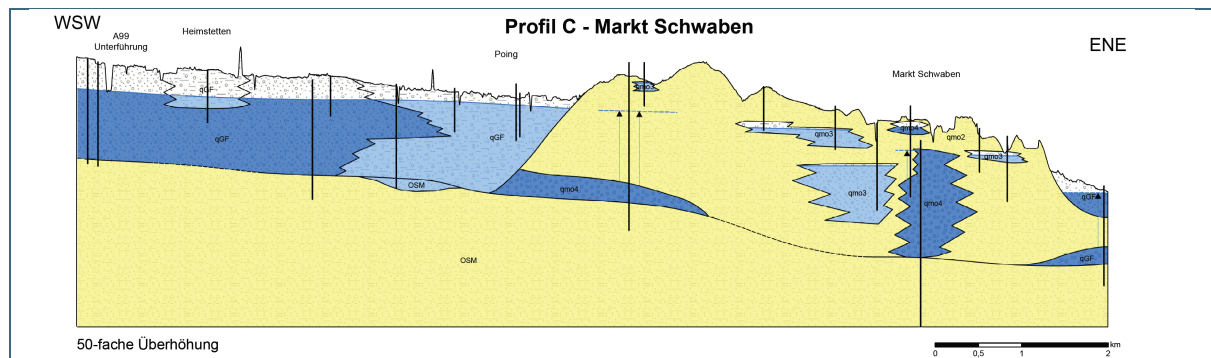 WSW
Profil C - Markt Schwaben
ENE
A99
Unterführung
Heimstetten
Poing
Markt Schwaben
qGF
qmo3
qmo4
qmo2
qmo3
qmo3
qGF
qGF
OSM
qmo4
qmo3
qmo4
qGF
qGF
OSM
50-fache Überhöhung
km
0 0,5 1 2